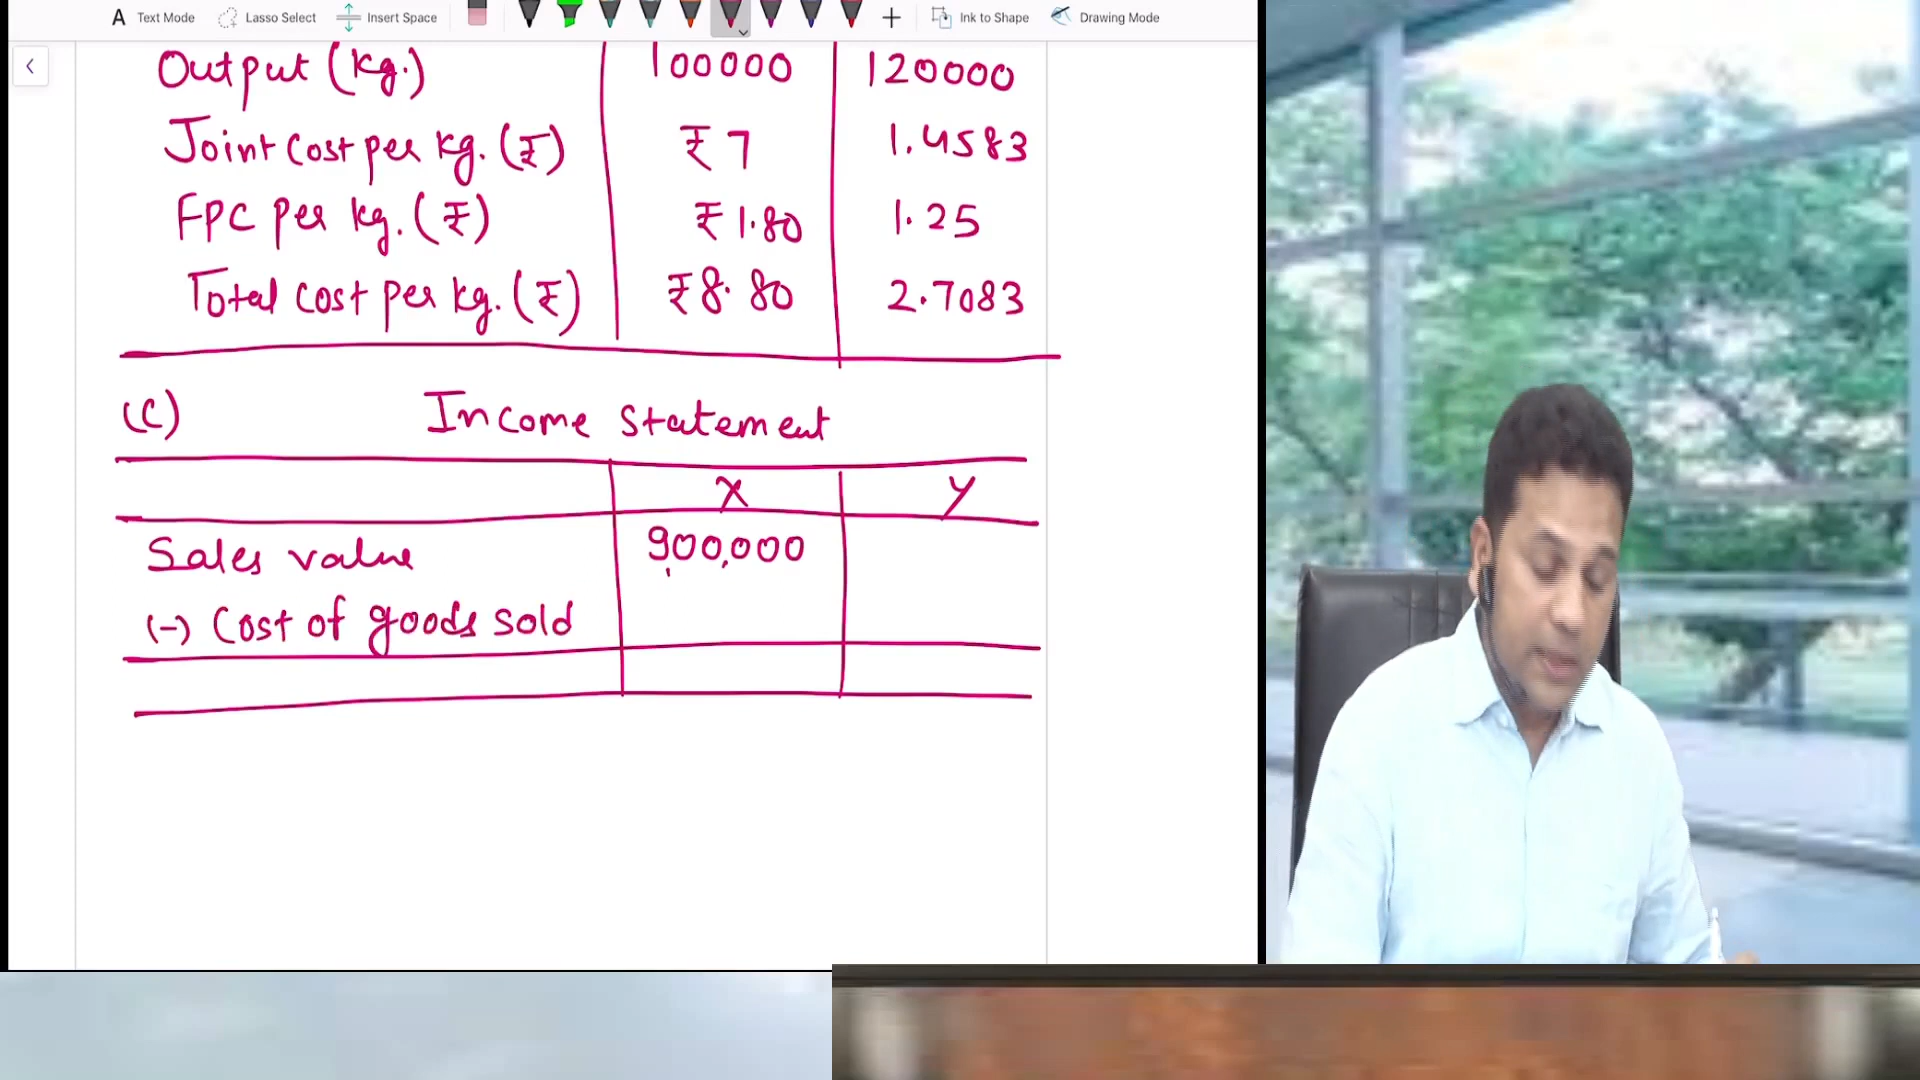 A Text Mode Lasso Select Insert Space Ink to Shape Drawing Mode
Output (kg.) 100000 120000
Joint cost per kg. (₹) ₹ 7 1.4583
FPC per kg. (₹) ₹ 1.80 1.25
Total cost per kg. (₹) ₹8.80 2.7083
(C) Income statement
X Y
Sales value 900,000
(-) Cost of goods sold